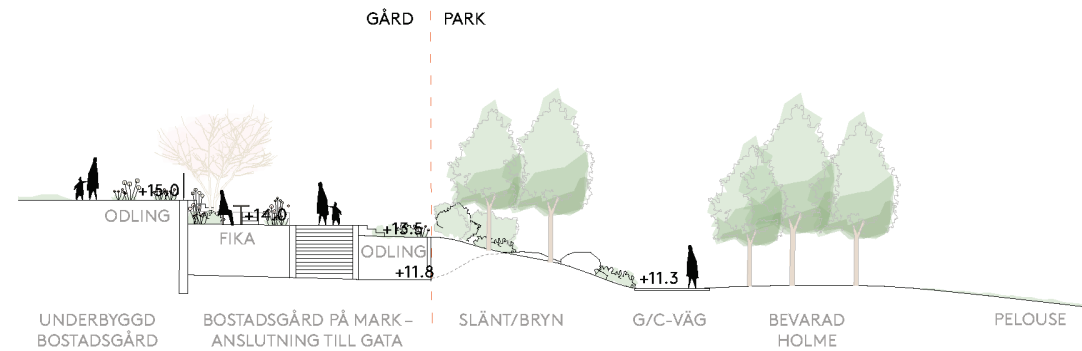 GÅRD PARK
+15.0
ODLING
+14.0
FIKA
+13.5
ODLING
+11.8
+11.3
UNDERBYGGD
BOSTADSGÅRD
BOSTADSGÅRD PÅ MARK–
ANSLUTNING TILL GATA
SLÄNT/BRYN
G/C-VÄG
BEVARAD
HOLME
PELOUSE